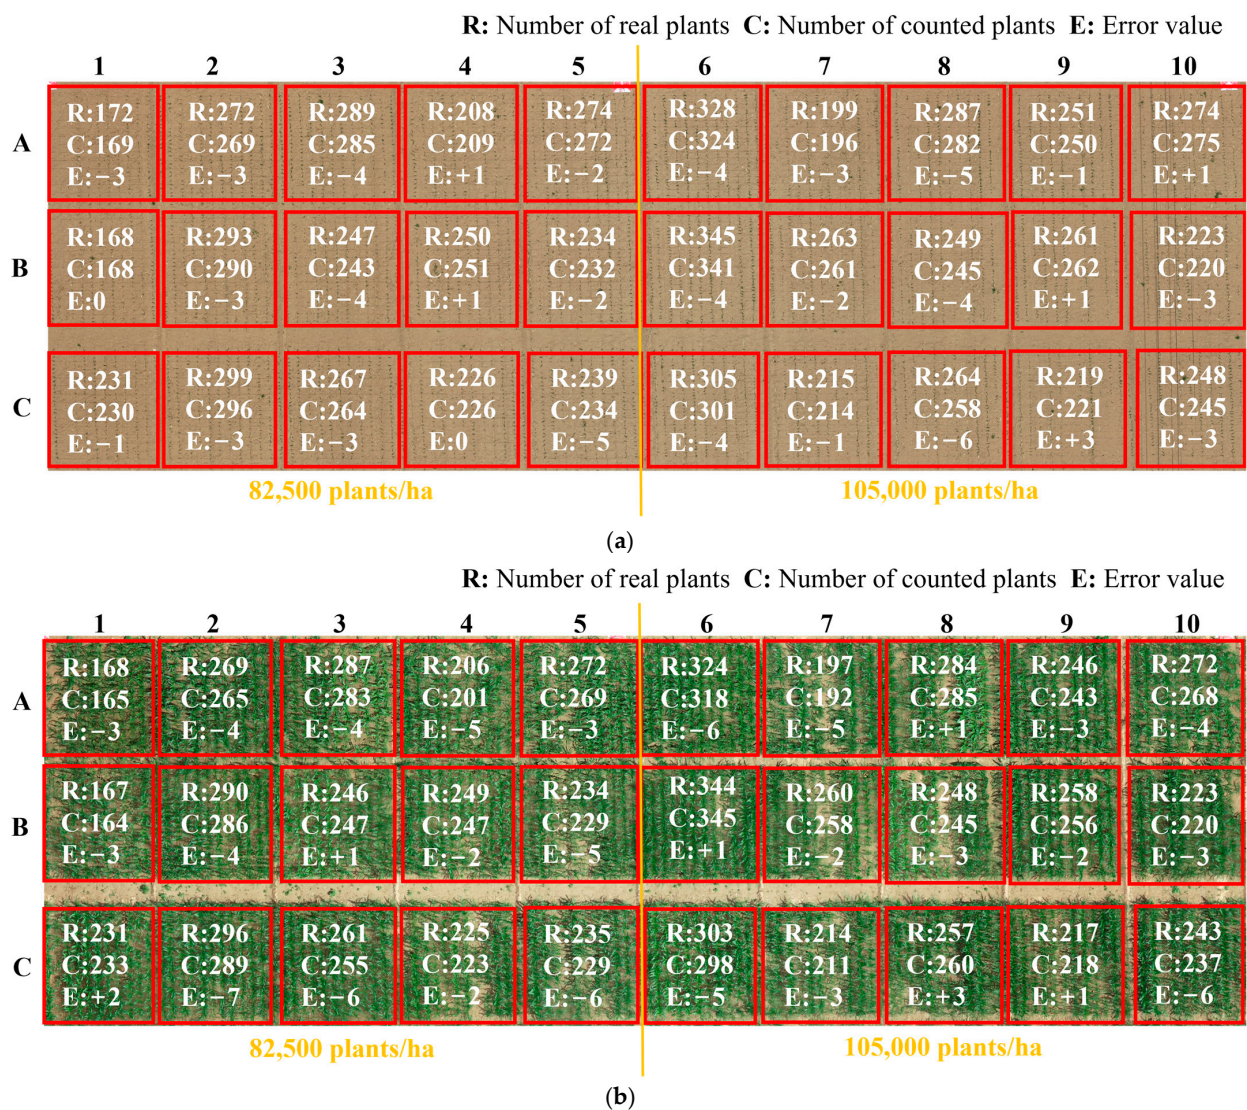 R: Number of real plants C: Number of counted plants E: Error value
1 2 3 4 5 6 7 8 9 10
A
R:172 R:272 R:289 R:208 R:274 R:328 R:199 R:287 R:251 R:274
C:169 C:269 C:285 C:209 C:272 C:324 C:196 C:282 C:250 C:275
E:−3 E:−3 E:−4 E:+1 E:−2 E:−4 E:−3 E:−5 E:−1 E:+1
B
R:168 R:293 R:247 R:250 R:234 R:345 R:263 R:249 R:261 R:223
C:168 C:290 C:243 C:251 C:232 C:341 C:261 C:245 C:262 C:220
E:0 E:−3 E:−4 E:+1 E:−2 E:−4 E:−2 E:−4 E:+1 E:−3
C
R:231 R:299 R:267 R:226 R:239 R:305 R:215 R:264 R:219 R:248
C:230 C:296 C:264 C:226 C:234 C:301 C:214 C:258 C:221 C:245
E:−1 E:−3 E:−3 E:0 E:−5 E:−4 E:−1 E:−6 E:+3 E:−3
82,500 plants/ha 105,000 plants/ha
(a)
R: Number of real plants C: Number of counted plants E: Error value
1 2 3 4 5 6 7 8 9 10
A
R:168 R:269 R:287 R:206 R:272 R:324 R:197 R:284 R:246 R:272
C:165 C:265 C:283 C:201 C:269 C:318 C:192 C:285 C:243 C:268
E:−3 E:−4 E:−4 E:−5 E:−3 E:−6 E:−5 E:+1 E:−3 E:−4
B
R:167 R:290 R:246 R:249 R:234 R:344 R:260 R:248 R:258 R:223
C:164 C:286 C:247 C:247 C:229 C:345 C:258 C:245 C:256 C:220
E:−3 E:−4 E:+1 E:−2 E:−5 E:+1 E:−2 E:−3 E:−2 E:−3
C
R:231 R:296 R:261 R:225 R:235 R:303 R:214 R:257 R:217 R:243
C:233 C:289 C:255 C:223 C:229 C:298 C:211 C:260 C:218 C:237
E:+2 E:−7 E:−6 E:−2 E:−6 E:−5 E:−3 E:+3 E:+1 E:−6
82,500 plants/ha 105,000 plants/ha
(b)